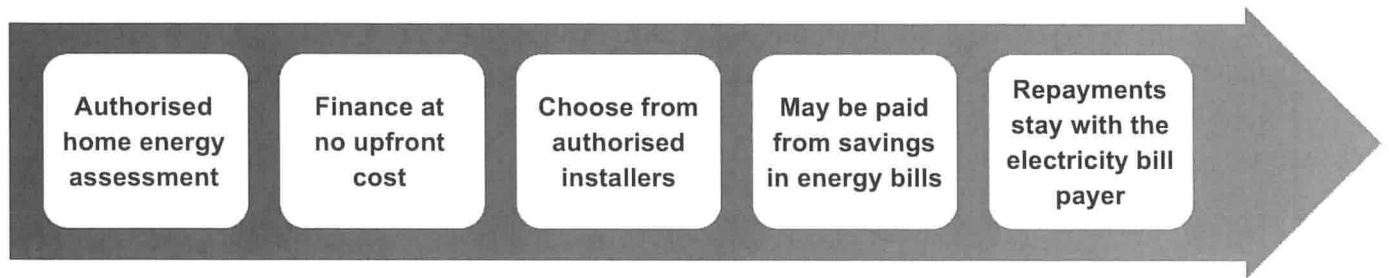 Authorised
home energy
assessment
Finance at
no upfront
cost
Choose from
authorised
installers
May be paid
from savings
in energy bills
Repayments
stay with the
electricity bill
payer